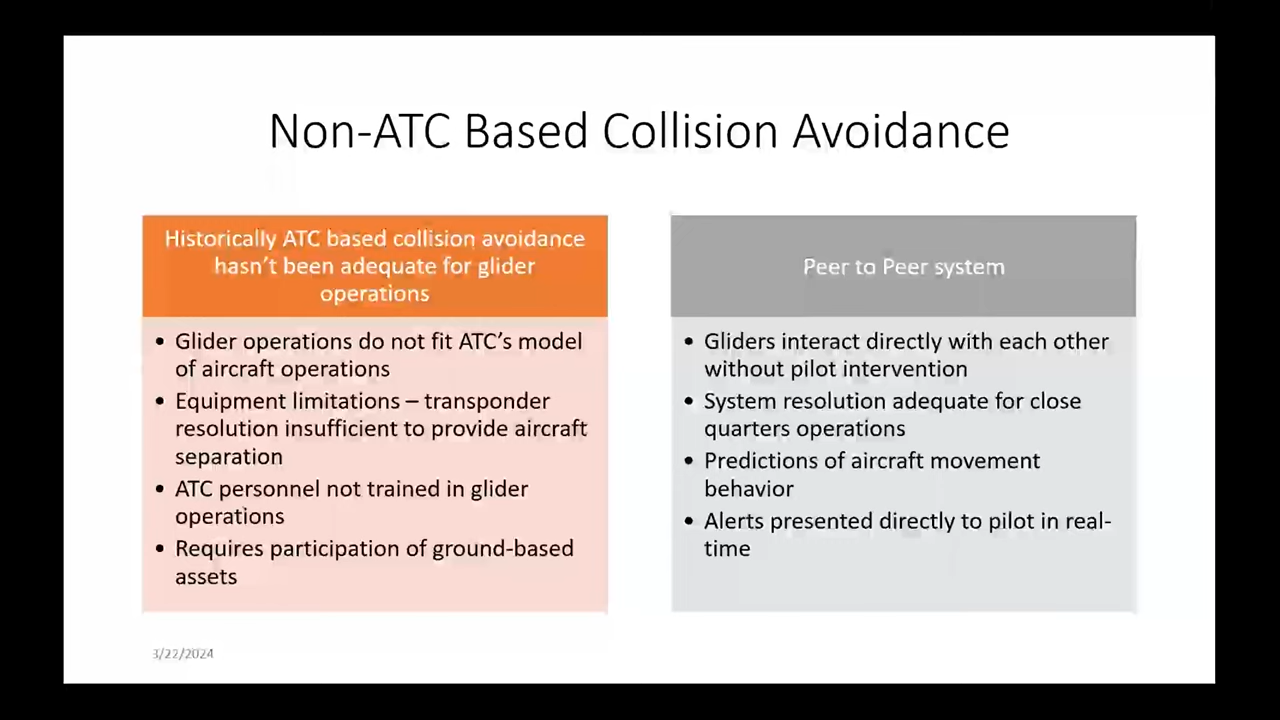 Non-ATC Based Collision Avoidance
Historically ATC based collision avoidance
hasn't been adequate for glider
operations
• Glider operations do not fit ATC's model
of aircraft operations
• Equipment limitations – transponder
resolution insufficient to provide aircraft
separation
• ATC personnel not trained in glider
operations
• Requires participation of ground-based
assets
Peer to Peer system
• Gliders interact directly with each other
without pilot intervention
• System resolution adequate for close
quarters operations
• Predictions of aircraft movement
behavior
• Alerts presented directly to pilot in real-
time
3/22/2024